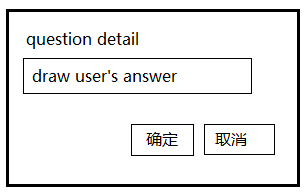 question detail
draw user's answer
确定 取消